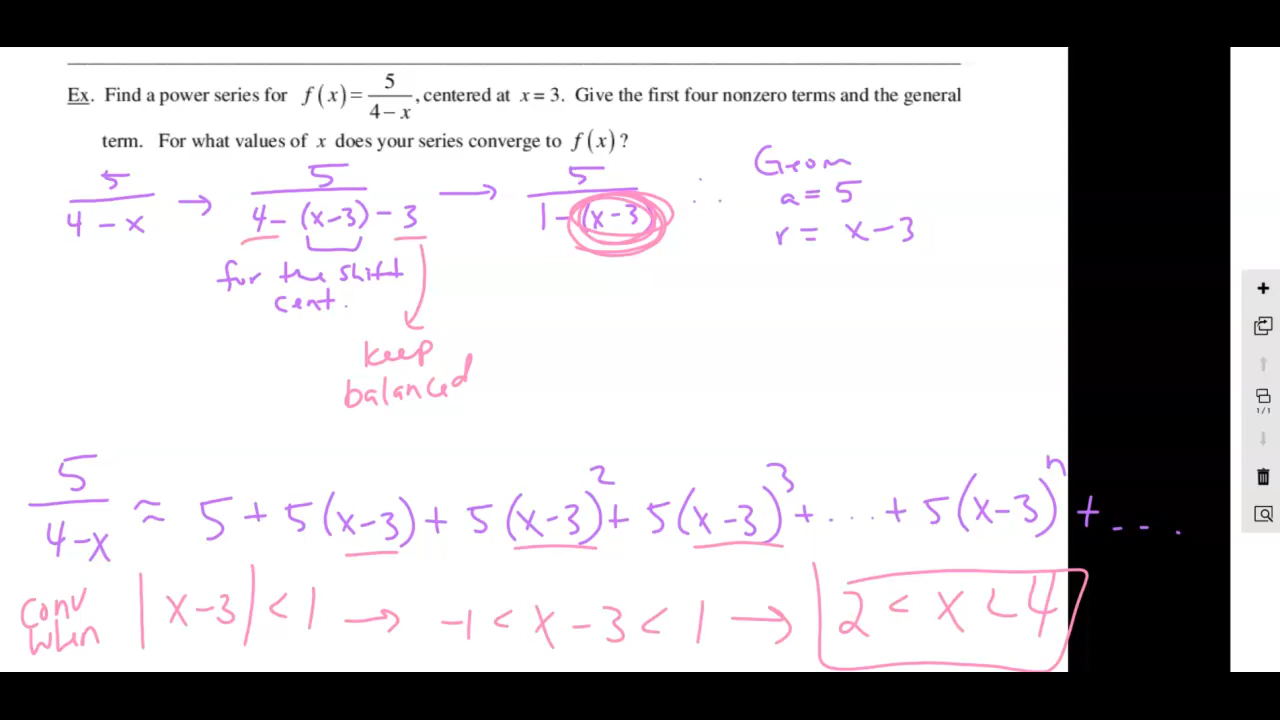 Ex. Find a power series for f(x) = 5/(4 − x), centered at x = 3. Give the first four nonzero terms and the general
term. For what values of x does your series converge to f(x)?
5/(4 − x) → 5/(4 − (x−3) − 3) → 5/(1 − (x−3)) ∴
Geom
a = 5
r = x − 3
for the shift
cent.
keep
balanced
5/(4−x) ≈ 5 + 5(x−3) + 5(x−3)² + 5(x−3)³ + ... + 5(x−3)ⁿ + ....
conv
when
|x−3| < 1 → −1 < x − 3 < 1 → 2 < x < 4
1/1